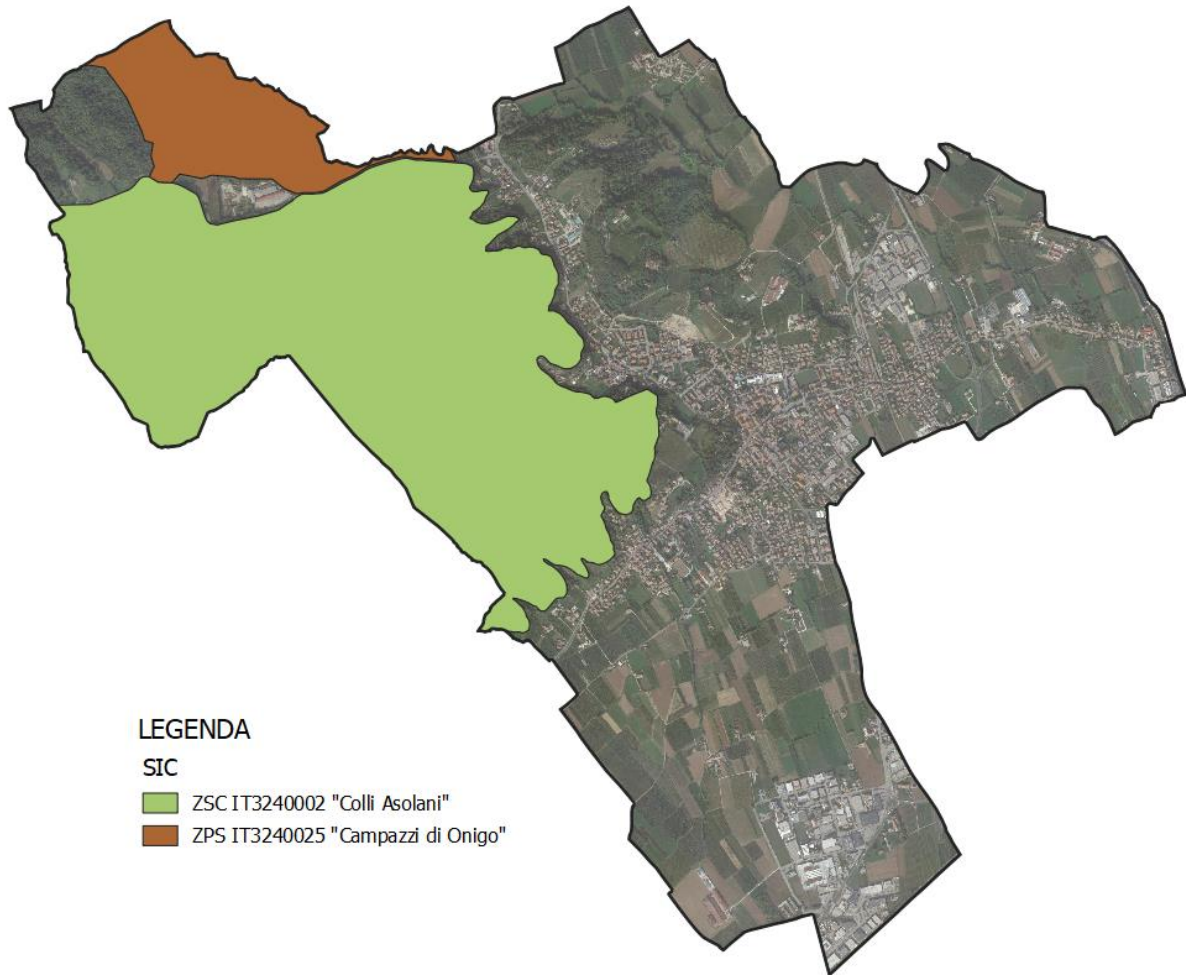 LEGENDA
SIC
ZSC IT3240002 "Colli Asolani"
ZPS IT3240025 "Campazzi di Onigo"